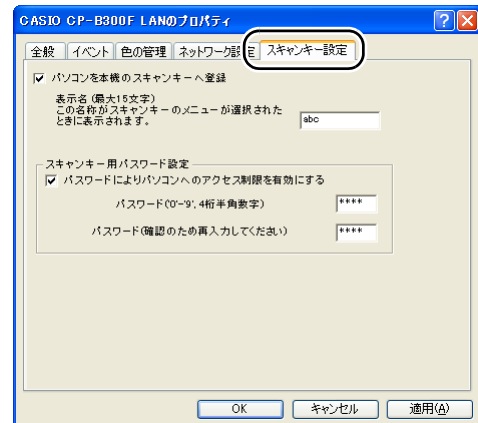 CASIO CP-B300F LANのプロパティ
全般 イベント 色の管理 ネットワーク設定 スキャンキー設定
パソコンを本機のスキャンキーへ登録
表示名(最大15文字)
この名称がスキャンキーのメニューが選択された
ときに表示されます。
abc
スキャンキー用パスワード設定
パスワードによりパソコンへのアクセス制限を有効にする
パスワード('0'-'9', 4桁半角数字) ****
パスワード(確認のため再入力してください) ****
OK キャンセル 適用(A)